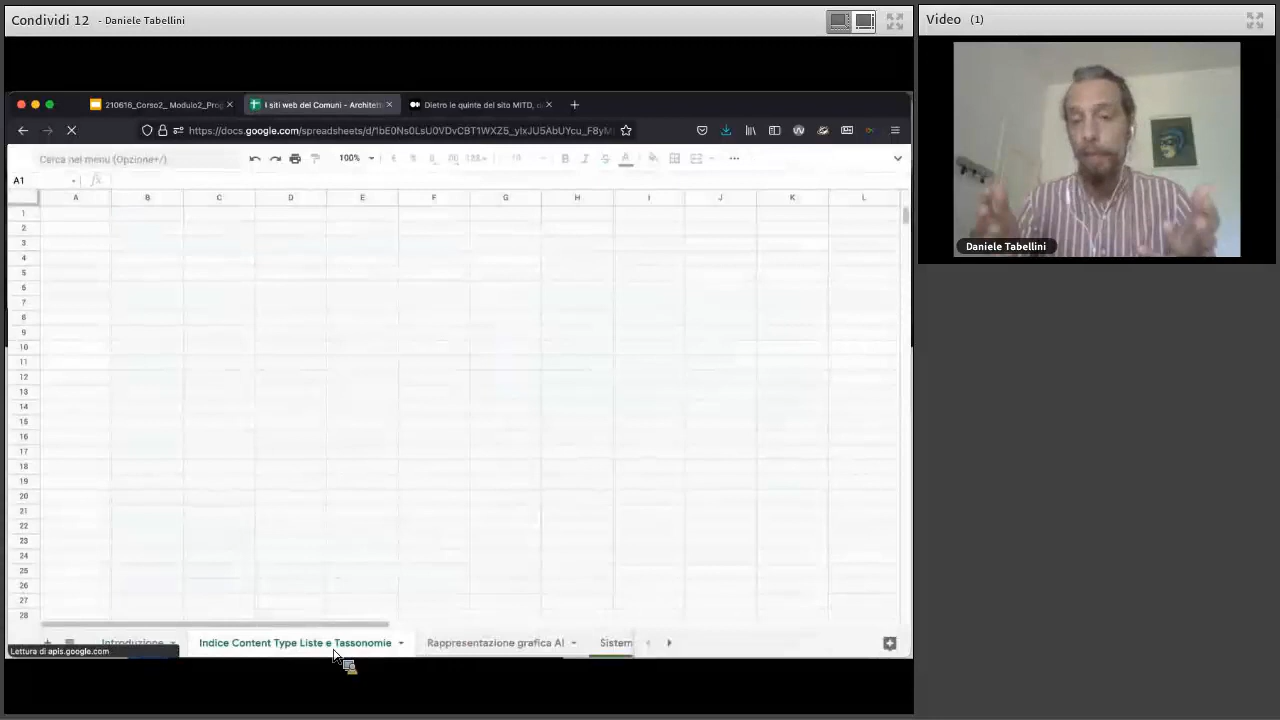 Condividi 12 - Daniele Tabellini
Video (1)
210616_Corso2_ Modulo2_Prog
I siti web dei Comuni - Architett
Dietro le quinte del sito MITD, c
https://docs.google.com/spreadsheets/d/1bE0Ns0LsU0VDvCBT1WXZ5_ylxJU5AbUYcu_F8yM
Cerca nei menu (Opzione+/)
100%
A1
A B C D E F G H I J K L
1
2
3
4
5
6
7
8
9
10
11
12
13
14
15
16
17
18
19
20
21
22
23
24
25
26
27
28
Introduzione
Indice Content Type Liste e Tassonomie
Rappresentazione grafica AI
Sistem
Lettura di apis.google.com
Daniele Tabellini